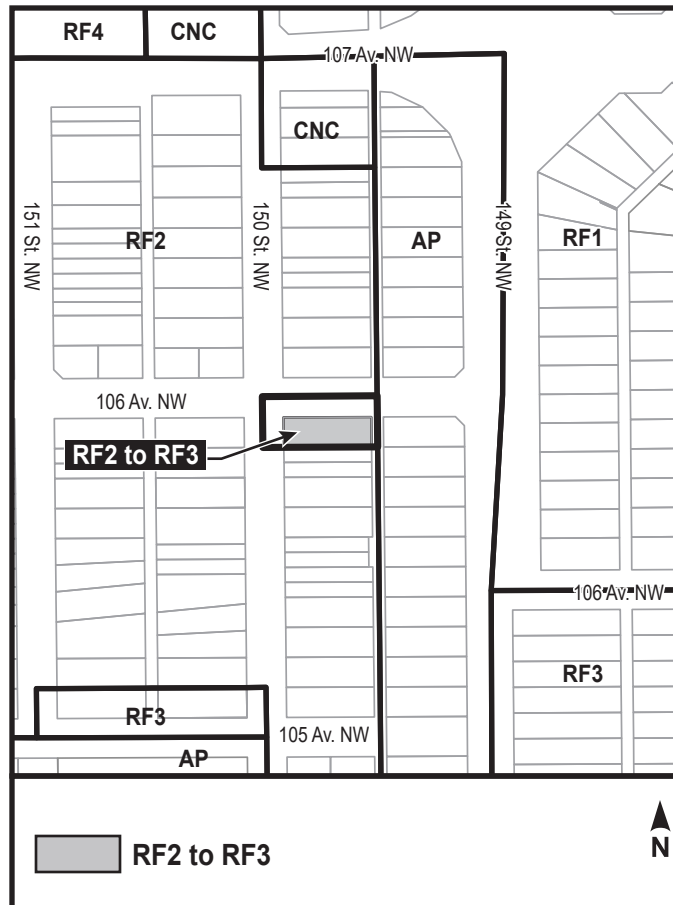 RF4
CNC
107 Av. NW
CNC
151 St. NW
RF2
150 St. NW
AP
149 St. NW
RF1
106 Av. NW
RF2 to RF3
106 Av. NW
RF3
RF3
105 Av. NW
AP
RF2 to RF3
N